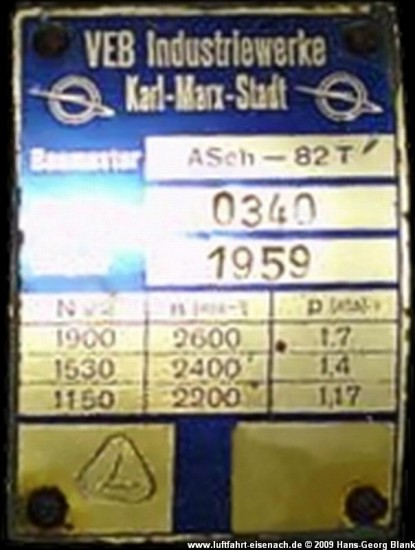 VEB Industriewerke
Karl-Marx-Stadt
Baumuster ASch – 82 T
0340
1959
N n p
1900 2600 1,7
1530 2400 1,4
1150 2200 1,17
L
www.luftfahrt-eisenach.de © 2009 Hans-Georg Blank